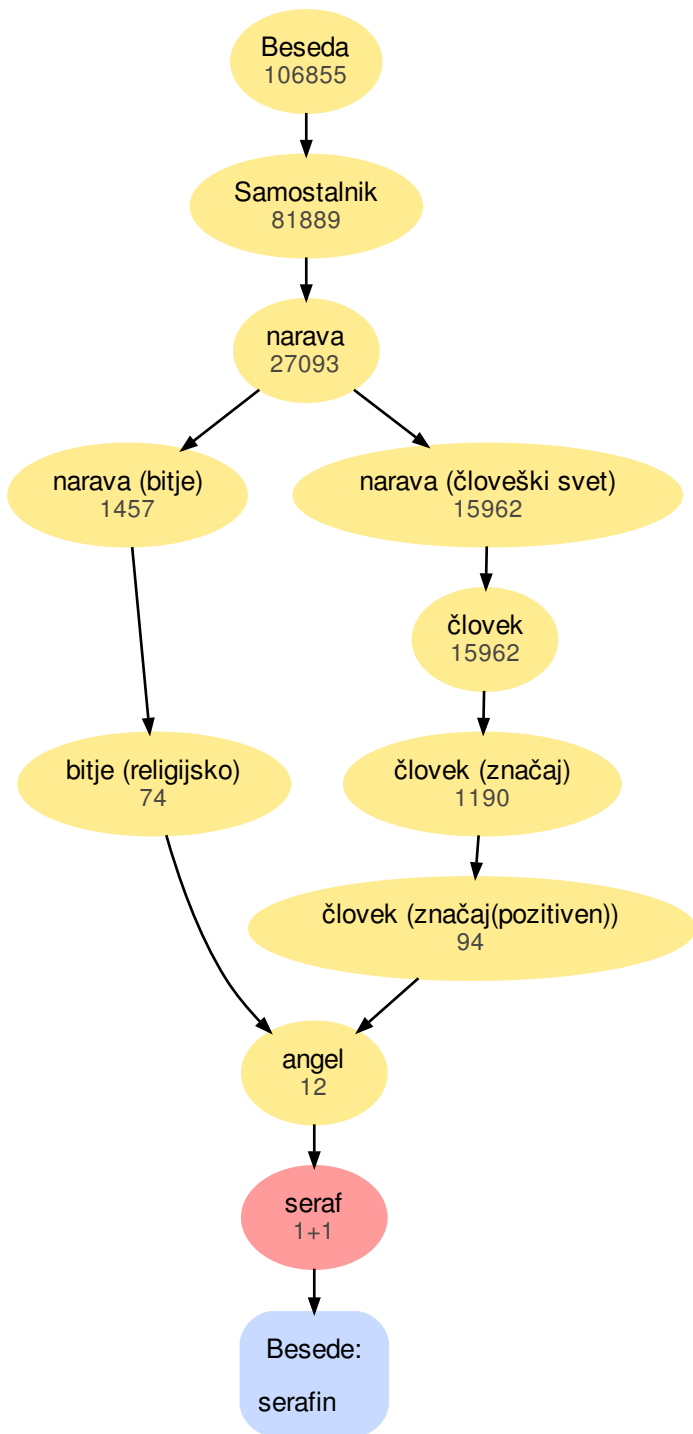 Beseda
106855
Samostalnik
81889
narava
27093
narava (bitje)
1457
narava (človeški svet)
15962
človek
15962
bitje (religijsko)
74
človek (značaj)
1190
človek (značaj(pozitiven))
94
angel
12
seraf
1+1
Besede:
serafin